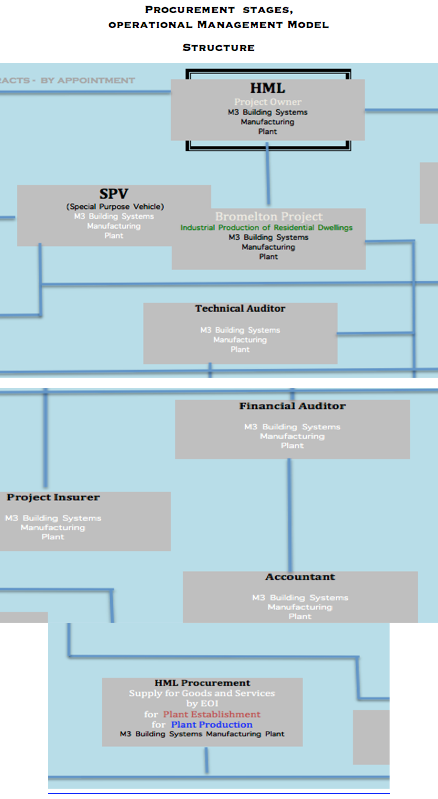 Procurement stages,
operational Management Model
Structure
RACTS - BY APPOINTMENT
HML
Project Owner
M3 Building Systems
Manufacturing
Plant
SPV
(Special Purpose Vehicle)
M3 Building Systems
Manufacturing
Plant
Bromelton Project
Industrial Production of Residential Dwellings
M3 Building Systems
Manufacturing
Plant
Technical Auditor
M3 Building Systems
Manufacturing
Plant
Financial Auditor
M3 Building Systems
Manufacturing
Plant
Project Insurer
M3 Building Systems
Manufacturing
Plant
Accountant
M3 Building Systems
Manufacturing
Plant
HML Procurement
Supply for Goods and Services
by EOI
for Plant Establishment
for Plant Production
M3 Building Systems Manufacturing Plant